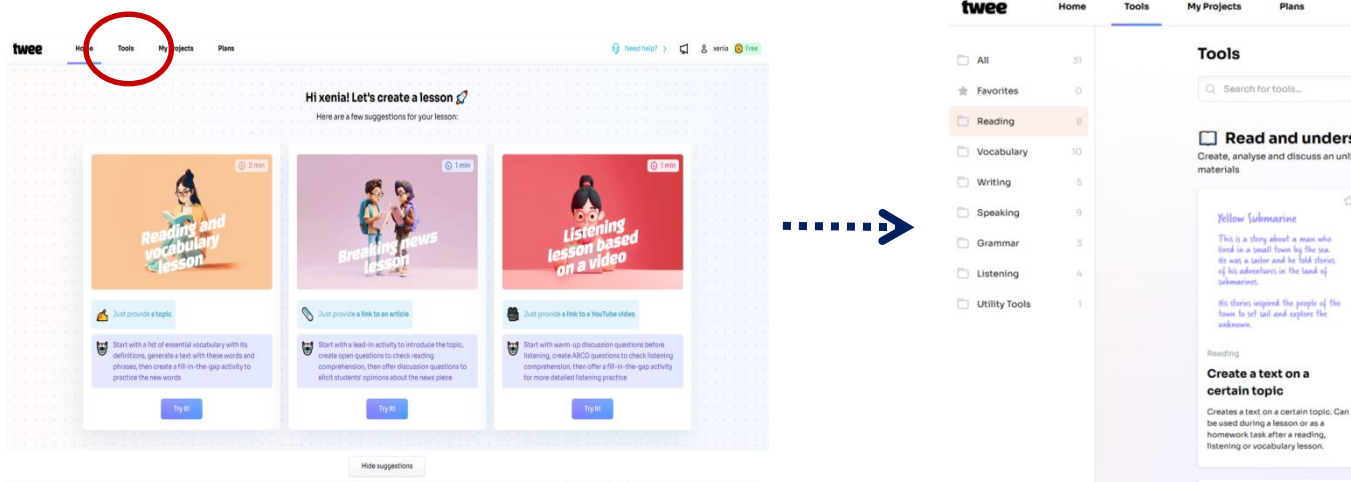 twee
Home Tools My Projects Plans
Need help? > xenia Free
Hi xenia! Let's create a lesson 🚀
Here are a few suggestions for your lesson:
2 min
Reading and
vocabulary
lesson
Just provide a topic
Start with a list of essential vocabulary with its
definitions, generate a text with these words and
phrases, then create a fill-in-the-gap activity to
practice the new words
Try it!
1 min
Breaking news
lesson
Just provide a link to an article
Start with a lead-in activity to introduce the topic,
create open questions to check reading
comprehension, then offer discussion questions to
elicit students' opinions about the news piece
Try it!
1 min
Listening
lesson based
on a video
Just provide a link to a YouTube video
Start with warm-up discussion questions before
listening, create ABCD questions to check listening
comprehension, then offer a fill-in-the-gap activity
for more detailed listening practice
Try it!
Hide suggestions
twee
Home Tools My Projects Plans
All 31
Favorites 0
Reading 8
Vocabulary 10
Writing 5
Speaking 9
Grammar 3
Listening 4
Utility Tools 1
Tools
Search for tools...
Read and unders
Create, analyse and discuss an unli
materials
Yellow Submarine
This is a story about a man who
lived in a small town by the sea.
He was a sailor and he told stories
of his adventures in the land of
submarines.
His stories inspired the people of the
town to set sail and explore the
unknown.
Reading
Create a text on a
certain topic
Creates a text on a certain topic. Can
be used during a lesson or as a
homework task after a reading,
listening or vocabulary lesson.